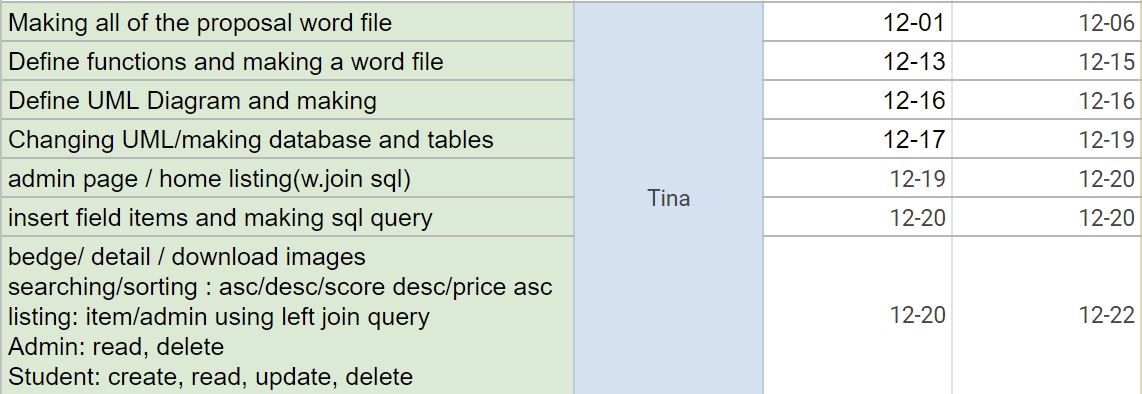 Making all of the proposal word file 12-01 12-06
Define functions and making a word file 12-13 12-15
Define UML Diagram and making 12-16 12-16
Changing UML/making database and tables 12-17 12-19
admin page / home listing(w.join sql) 12-19 12-20
Tina
insert field items and making sql query 12-20 12-20
bedge/ detail / download images
searching/sorting : asc/desc/score desc/price asc
listing: item/admin using left join query 12-20 12-22
Admin: read, delete
Student: create, read, update, delete